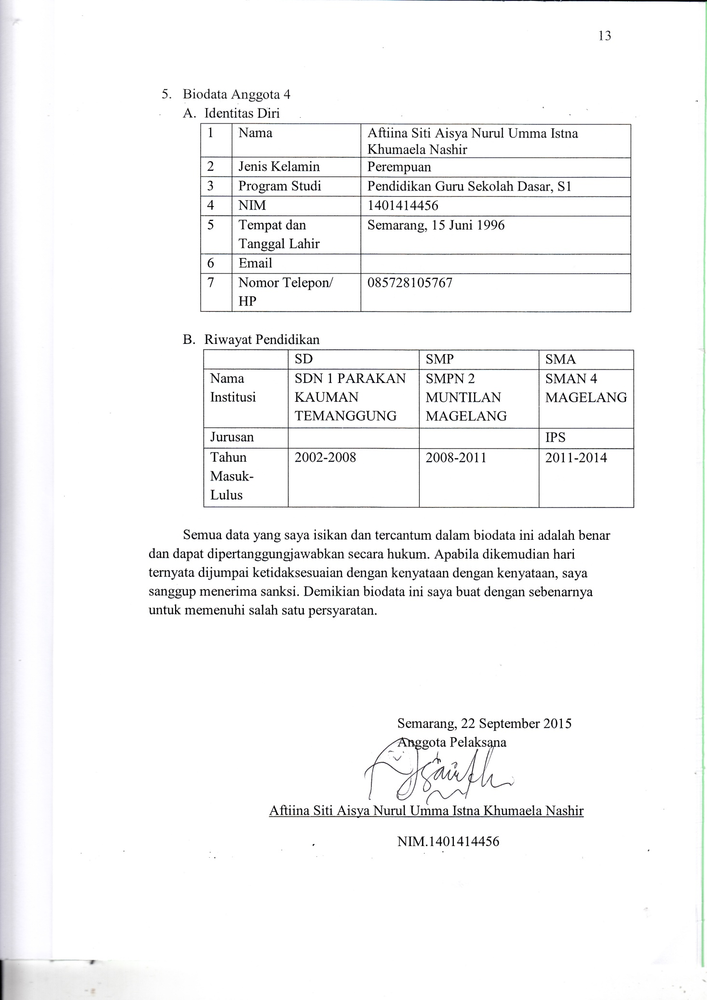 13
5. Biodata Anggota 4
A. Identitas Diri
1 Nama Aftiina Siti Aisya Nurul Umma Istna
Khumaela Nashir
2 Jenis Kelamin Perempuan
3 Program Studi Pendidikan Guru Sekolah Dasar, S1
4 NIM 1401414456
5 Tempat dan Semarang, 15 Juni 1996
Tanggal Lahir
6 Email
7 Nomor Telepon/ 085728105767
HP
B. Riwayat Pendidikan
SD SMP SMA
Nama SDN 1 PARAKAN SMPN 2 SMAN 4
Institusi KAUMAN MUNTILAN MAGELANG
TEMANGGUNG MAGELANG
Jurusan IPS
Tahun 2002-2008 2008-2011 2011-2014
Masuk-
Lulus
Semua data yang saya isikan dan tercantum dalam biodata ini adalah benar
dan dapat dipertanggungjawabkan secara hukum. Apabila dikemudian hari
ternyata dijumpai ketidaksesuaian dengan kenyataan dengan kenyataan, saya
sanggup menerima sanksi. Demikian biodata ini saya buat dengan sebenarnya
untuk memenuhi salah satu persyaratan.
Semarang, 22 September 2015
Anggota Pelaksana
Aftiina Siti Aisya Nurul Umma Istna Khumaela Nashir
NIM.1401414456